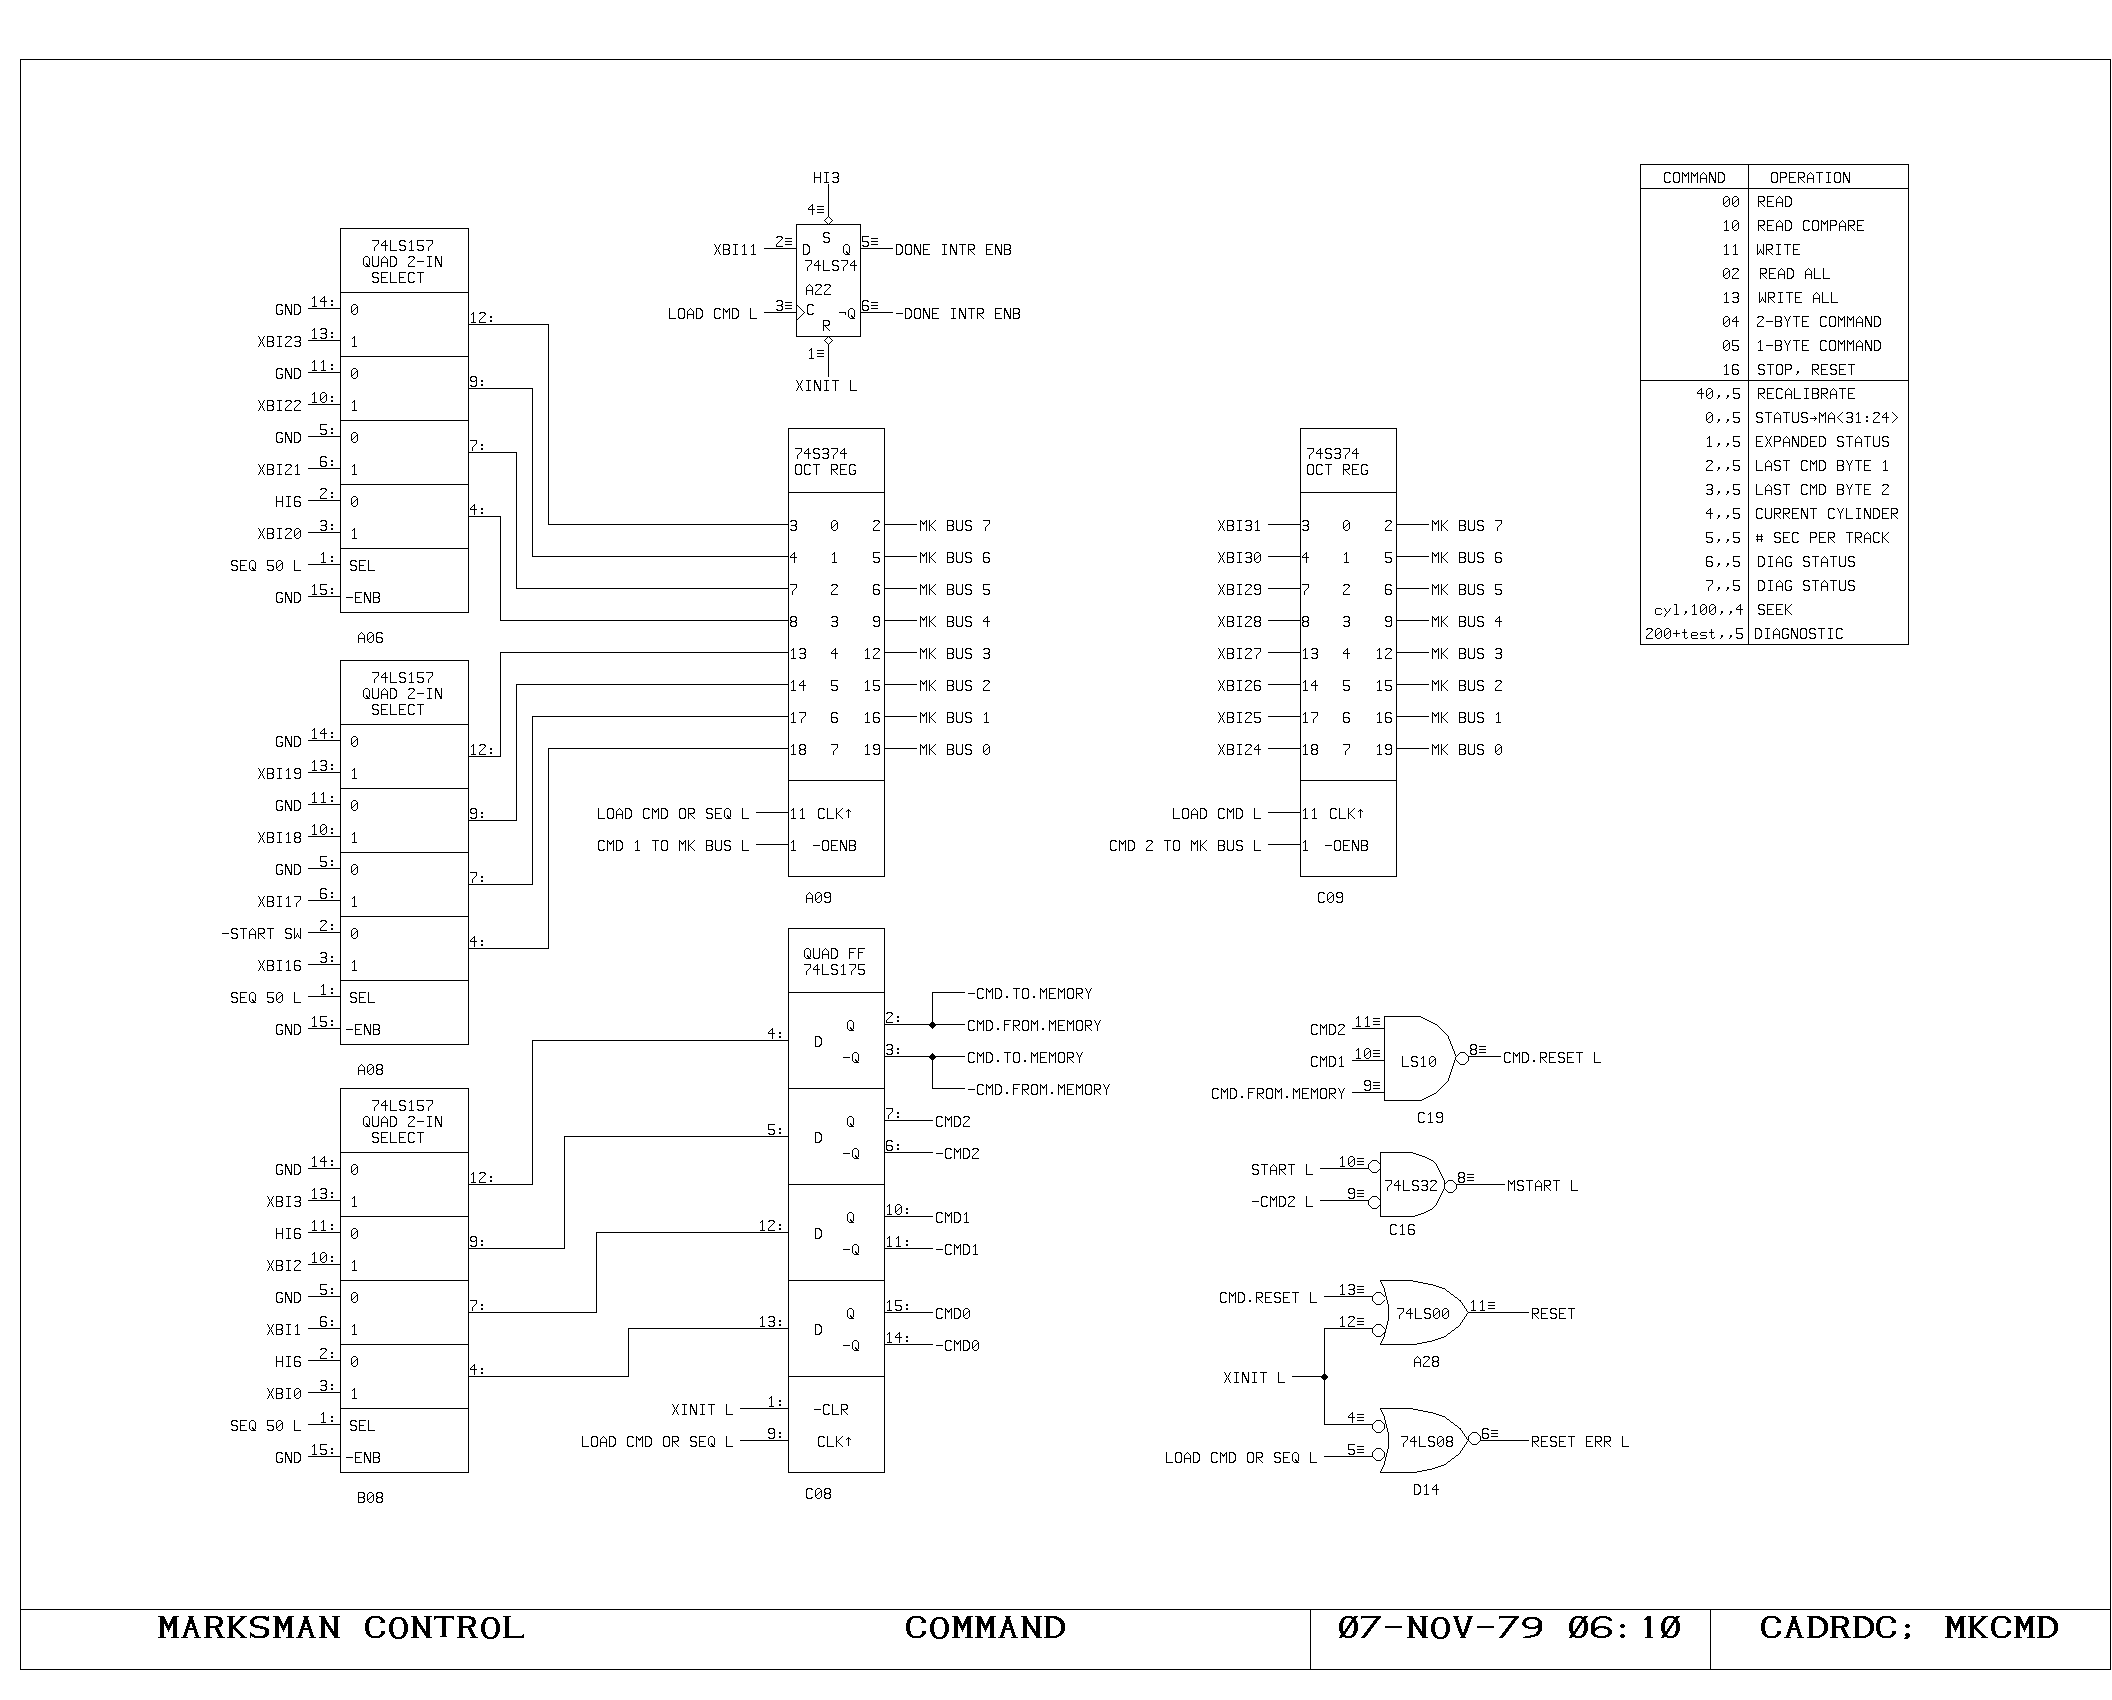 HI3
4≡
XBI11 2≡ D S Q 5≡ DONE INTR ENB
74LS74
A22
LOAD CMD L 3≡ C ¬Q 6≡ -DONE INTR ENB
R
1≡
XINIT L
74LS157
QUAD 2-IN
SELECT
GND 14: 0
12:
XBI23 13: 1
GND 11: 0
9:
XBI22 10: 1
GND 5: 0
7:
XBI21 6: 1
HI6 2: 0
4:
XBI20 3: 1
SEQ 50 L 1: SEL
GND 15: -ENB
A06
74LS157
QUAD 2-IN
SELECT
GND 14: 0
12:
XBI19 13: 1
GND 11: 0
9:
XBI18 10: 1
GND 5: 0
7:
XBI17 6: 1
-START SW 2: 0
4:
XBI16 3: 1
SEQ 50 L 1: SEL
GND 15: -ENB
A08
74LS157
QUAD 2-IN
SELECT
GND 14: 0
12:
XBI3 13: 1
HI6 11: 0
9:
XBI2 10: 1
GND 5: 0
7:
XBI1 6: 1
HI6 2: 0
4:
XBI0 3: 1
SEQ 50 L 1: SEL
GND 15: -ENB
B08
74S374
OCT REG
3 0 2 MK BUS 7
4 1 5 MK BUS 6
7 2 6 MK BUS 5
8 3 9 MK BUS 4
13 4 12 MK BUS 3
14 5 15 MK BUS 2
17 6 16 MK BUS 1
18 7 19 MK BUS 0
LOAD CMD OR SEQ L 11 CLK↑
CMD 1 TO MK BUS L 1 -OENB
A09
QUAD FF
74LS175
-CMD.TO.MEMORY
Q 2: CMD.FROM.MEMORY
4: D
-Q 3: CMD.TO.MEMORY
-CMD.FROM.MEMORY
Q 7: CMD2
5: D
-Q 6: -CMD2
Q 10: CMD1
12: D
-Q 11: -CMD1
Q 15: CMD0
13: D
-Q 14: -CMD0
XINIT L 1: -CLR
LOAD CMD OR SEQ L 9: CLK↑
C08
74S374
OCT REG
XBI31 3 0 2 MK BUS 7
XBI30 4 1 5 MK BUS 6
XBI29 7 2 6 MK BUS 5
XBI28 8 3 9 MK BUS 4
XBI27 13 4 12 MK BUS 3
XBI26 14 5 15 MK BUS 2
XBI25 17 6 16 MK BUS 1
XBI24 18 7 19 MK BUS 0
LOAD CMD L 11 CLK↑
CMD 2 TO MK BUS L 1 -OENB
C09
CMD2 11≡
CMD1 10≡ LS10 8≡ CMD.RESET L
CMD.FROM.MEMORY 9≡
C19
START L 10≡
74LS32 8≡ MSTART L
-CMD2 L 9≡
C16
CMD.RESET L 13≡
74LS00 11≡ RESET
12≡
A28
XINIT L
4≡
74LS08 6≡ RESET ERR L
LOAD CMD OR SEQ L 5≡
D14
COMMAND OPERATION
00 READ
10 READ COMPARE
11 WRITE
02 READ ALL
13 WRITE ALL
04 2-BYTE COMMAND
05 1-BYTE COMMAND
16 STOP, RESET
40,,5 RECALIBRATE
0,,5 STATUS→MA<31:24>
1,,5 EXPANDED STATUS
2,,5 LAST CMD BYTE 1
3,,5 LAST CMD BYTE 2
4,,5 CURRENT CYLINDER
5,,5 # SEC PER TRACK
6,,5 DIAG STATUS
7,,5 DIAG STATUS
cyl,100,,4 SEEK
200+test,,5 DIAGNOSTIC
MARKSMAN CONTROL COMMAND 07-NOV-79 06:10 CADRDC; MKCMD